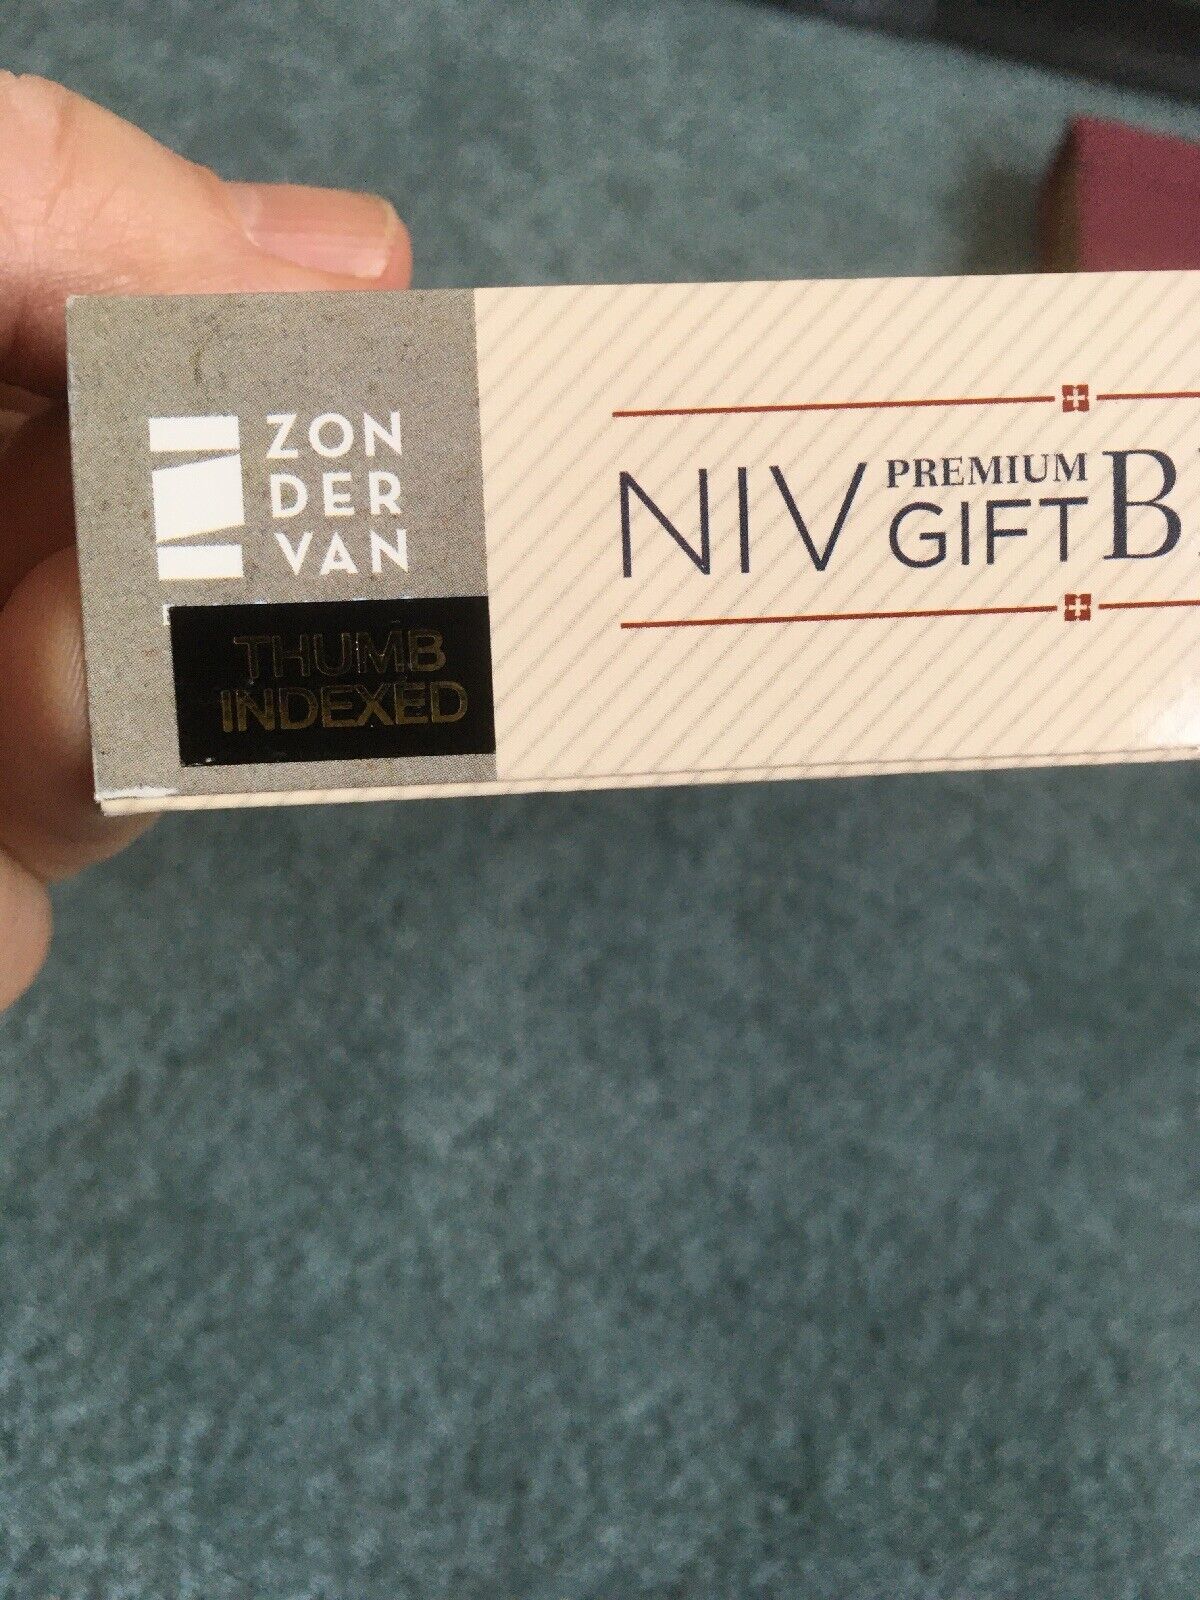 ZON
DER
VAN
THUMB
INDEXED
NIV PREMIUM GIFT B